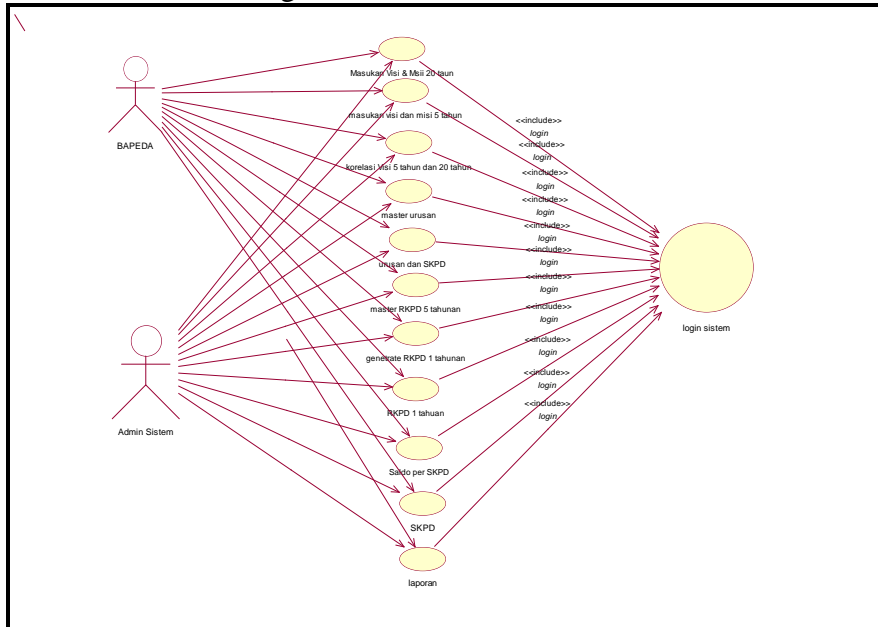 Masukan Visi & Msii 20 taun
BAPEDA
masukan visi dan misi 5 tahun
<<include>>
login
<<include>>
login
korelasi Visi 5 tahun dan 20 tahun
<<include>>
login
master urusan
<<include>>
login
<<include>>
login
urusan dan SKPD
<<include>>
login
master RKPD 5 tahunan
<<include>>
login
<<include>>
login
login sistem
genetrate RKPD 1 tahunan
<<include>>
login
RKPD 1 tahuan
<<include>>
login
Admin Sistem
<<include>>
login
Saldo per SKPD
SKPD
laporan